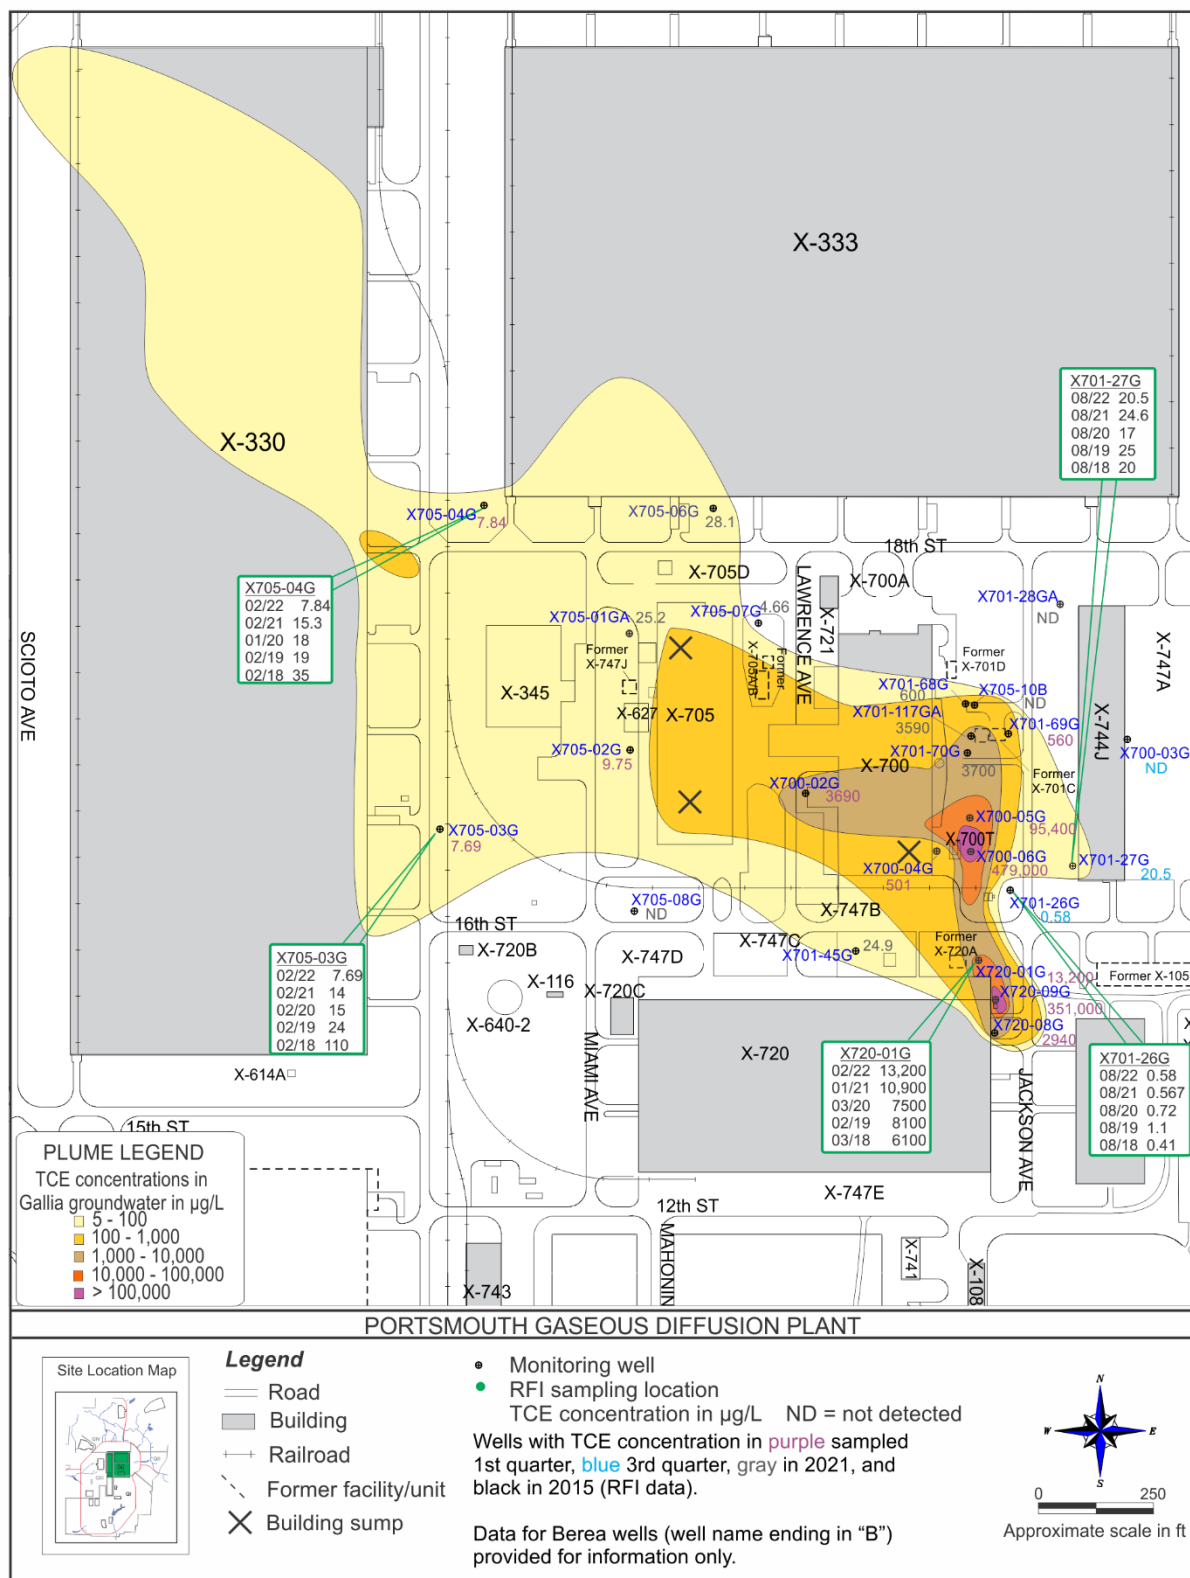 X-333
X701-27G
08/22 20.5
08/21 24.6
08/20 17
08/19 25
08/18 20
X-330
X705-04G
7.84
X705-06G
28.1
18th ST
X-705D
X-700A
X705-04G
02/22 7.84
02/21 15.3
01/20 18
02/19 19
02/18 35
X705-01GA
25.2
X705-07G
4.66
LAWRENCE AVE
X-721
X701-28GA
ND
SCIOTO AVE
Former
X-747J
Former
X-705A/B
Former
X-701D
X-747A
X-345
X-627
X-705
X701-68G
600
X705-10B
ND
X701-117GA
3590
X701-69G
560
X-744J
X705-02G
9.75
X701-70G
3700
X-700
X700-03G
ND
Former
X-701C
X700-02G
3690
X700-05G
95,400
X705-03G
7.69
X-700T
X700-06G
479,000
X700-04G
501
X701-27G
20.5
X701-26G
0.58
X705-08G
ND
X-747B
16th ST
X-720B
X-747D
X-747C
X701-45G
24.9
Former
X-720A
X720-01G
13,200
Former X-105
X705-03G
02/22 7.69
02/21 14
02/20 15
02/19 24
02/18 110
X-116
X-720C
X-640-2
X720-09G
351,000
X720-08G
2940
X-720
X720-01G
02/22 13,200
01/21 10,900
03/20 7500
02/19 8100
03/18 6100
X701-26G
08/22 0.58
08/21 0.567
08/20 0.72
08/19 1.1
08/18 0.41
MIAMI AVE
JACKSON AVE
X-614A
15th ST
X-747E
12th ST
MAHONIN
X-741
X-108
X-743
PLUME LEGEND
TCE concentrations in
Gallia groundwater in µg/L
5 - 100
100 - 1,000
1,000 - 10,000
10,000 - 100,000
> 100,000
PORTSMOUTH GASEOUS DIFFUSION PLANT
Site Location Map
Legend
Road
Building
Railroad
Former facility/unit
Building sump
Monitoring well
RFI sampling location
TCE concentration in µg/L ND = not detected
Wells with TCE concentration in purple sampled
1st quarter, blue 3rd quarter, gray in 2021, and
black in 2015 (RFI data).
Data for Berea wells (well name ending in “B”)
provided for information only.
N
W
E
S
0 250
Approximate scale in ft